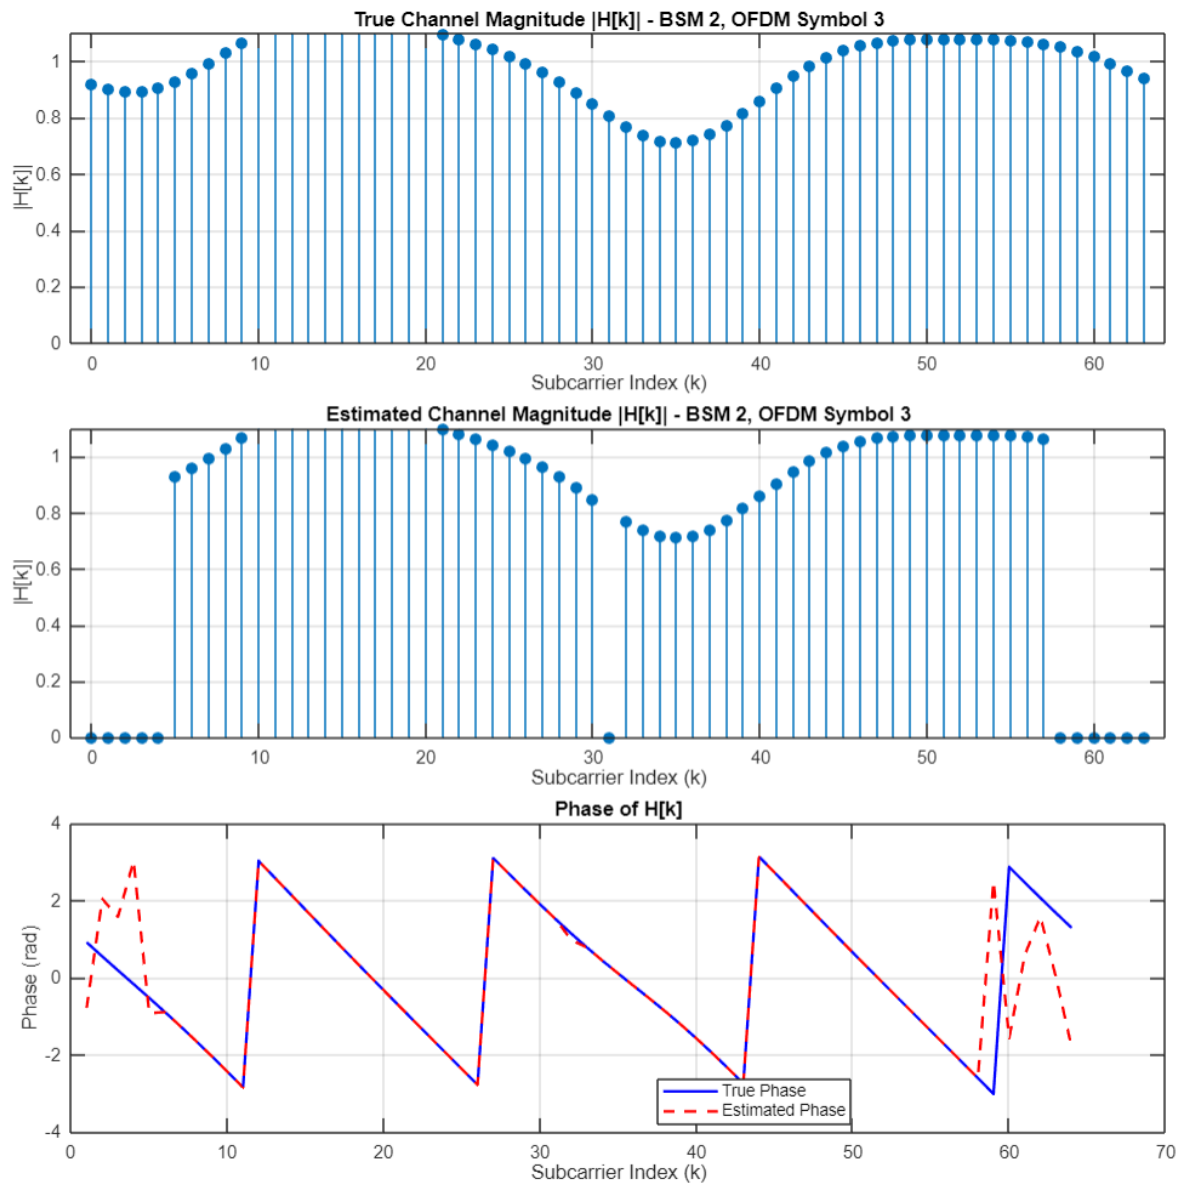 True Channel Magnitude |H[k]| - BSM 2, OFDM Symbol 3
|H[k]|
1
0.8
0.6
0.4
0.2
0
0 10 20 30 40 50 60
Subcarrier Index (k)
Estimated Channel Magnitude |H[k]| - BSM 2, OFDM Symbol 3
|H[k]|
1
0.8
0.6
0.4
0.2
0
0 10 20 30 40 50 60
Subcarrier Index (k)
Phase of H[k]
Phase (rad)
4
2
0
-2
-4
True Phase
Estimated Phase
0 10 20 30 40 50 60 70
Subcarrier Index (k)